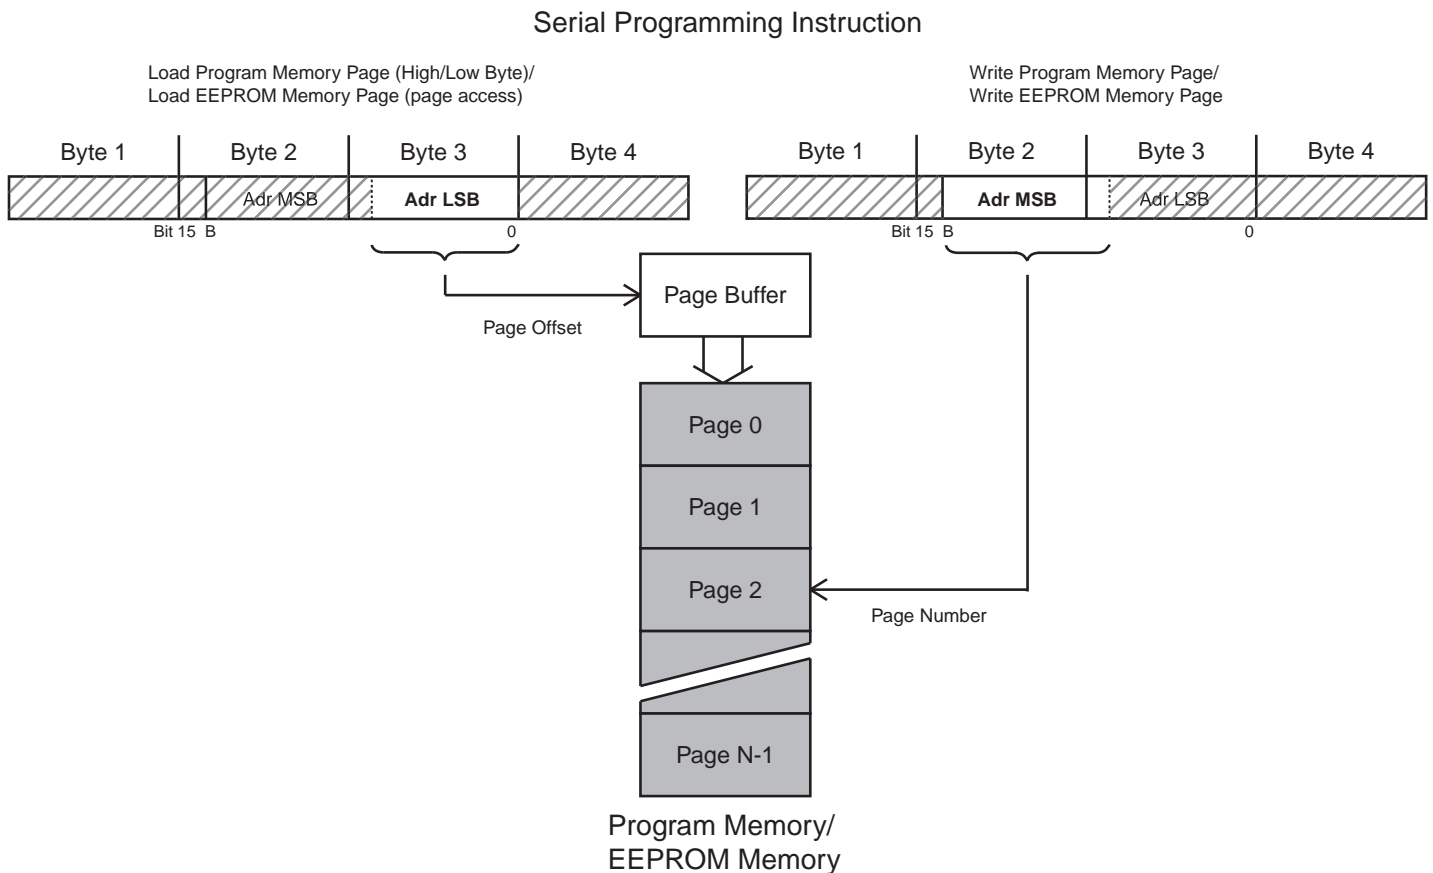 Serial Programming Instruction
Load Program Memory Page (High/Low Byte)/
Load EEPROM Memory Page (page access)
Write Program Memory Page/
Write EEPROM Memory Page
Byte 1 Byte 2 Byte 3 Byte 4
Byte 1 Byte 2 Byte 3 Byte 4
Adr MSB Adr LSB
Adr MSB Adr LSB
Bit 15 B 0
Bit 15 B 0
Page Buffer
Page Offset
Page 0
Page 1
Page 2
Page Number
Page N-1
Program Memory/
EEPROM Memory